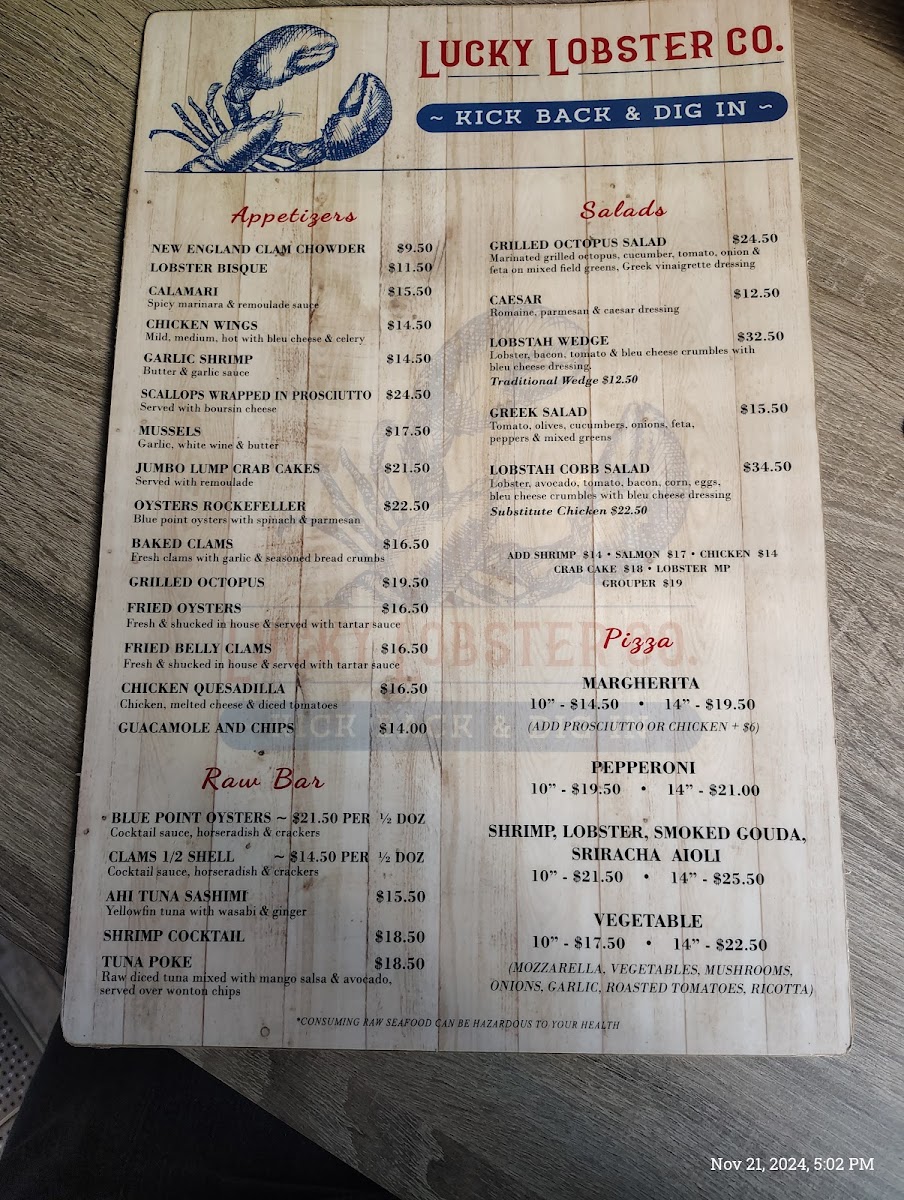 LUCKY LOBSTER CO.
~ KICK BACK & DIG IN ~
Appetizers
NEW ENGLAND CLAM CHOWDER $9.50
LOBSTER BISQUE $11.50
CALAMARI $15.50
Spicy marinara & remoulade sauce
CHICKEN WINGS $14.50
Mild, medium, hot with bleu cheese & celery
GARLIC SHRIMP $14.50
Butter & garlic sauce
SCALLOPS WRAPPED IN PROSCIUTTO $24.50
Served with boursin cheese
MUSSELS $17.50
Garlic, white wine & butter
JUMBO LUMP CRAB CAKES $21.50
Served with remoulade
OYSTERS ROCKEFELLER $22.50
Blue point oysters with spinach & parmesan
BAKED CLAMS $16.50
Fresh clams with garlic & seasoned bread crumbs
GRILLED OCTOPUS $19.50
FRIED OYSTERS $16.50
Fresh & shucked in house & served with tartar sauce
FRIED BELLY CLAMS $16.50
Fresh & shucked in house & served with tartar sauce
CHICKEN QUESADILLA $16.50
Chicken, melted cheese & diced tomatoes
GUACAMOLE AND CHIPS $14.00
Raw Bar
BLUE POINT OYSTERS ~ $21.50 PER ½ DOZ
Cocktail sauce, horseradish & crackers
CLAMS 1/2 SHELL ~ $14.50 PER ½ DOZ
Cocktail sauce, horseradish & crackers
AHI TUNA SASHIMI $15.50
Yellowfin tuna with wasabi & ginger
SHRIMP COCKTAIL $18.50
TUNA POKE $18.50
Raw diced tuna mixed with mango salsa & avocado,
served over wonton chips
Salads
GRILLED OCTOPUS SALAD $24.50
Marinated grilled octopus, cucumber, tomato, onion &
feta on mixed field greens, Greek vinaigrette dressing
CAESAR $12.50
Romaine, parmesan & caesar dressing
LOBSTAH WEDGE $32.50
Lobster, bacon, tomato & bleu cheese crumbles with
bleu cheese dressing.
Traditional Wedge $12.50
GREEK SALAD $15.50
Tomato, olives, cucumbers, onions, feta,
peppers & mixed greens
LOBSTAH COBB SALAD $34.50
Lobster, avocado, tomato, bacon, corn, eggs,
bleu cheese crumbles with bleu cheese dressing
Substitute Chicken $22.50
ADD SHRIMP $14 • SALMON $17 • CHICKEN $14
CRAB CAKE $18 • LOBSTER MP
GROUPER $19
Pizza
MARGHERITA
10” - $14.50 • 14” - $19.50
(ADD PROSCIUTTO OR CHICKEN + $6)
PEPPERONI
10” - $19.50 • 14” - $21.00
SHRIMP, LOBSTER, SMOKED GOUDA,
SRIRACHA AIOLI
10” - $21.50 • 14” - $25.50
VEGETABLE
10” - $17.50 • 14” - $22.50
(MOZZARELLA, VEGETABLES, MUSHROOMS,
ONIONS, GARLIC, ROASTED TOMATOES, RICOTTA)
*CONSUMING RAW SEAFOOD CAN BE HAZARDOUS TO YOUR HEALTH
LUCKY LOBSTER CO.
KICK BACK & DIG IN
Nov 21, 2024, 5:02 PM